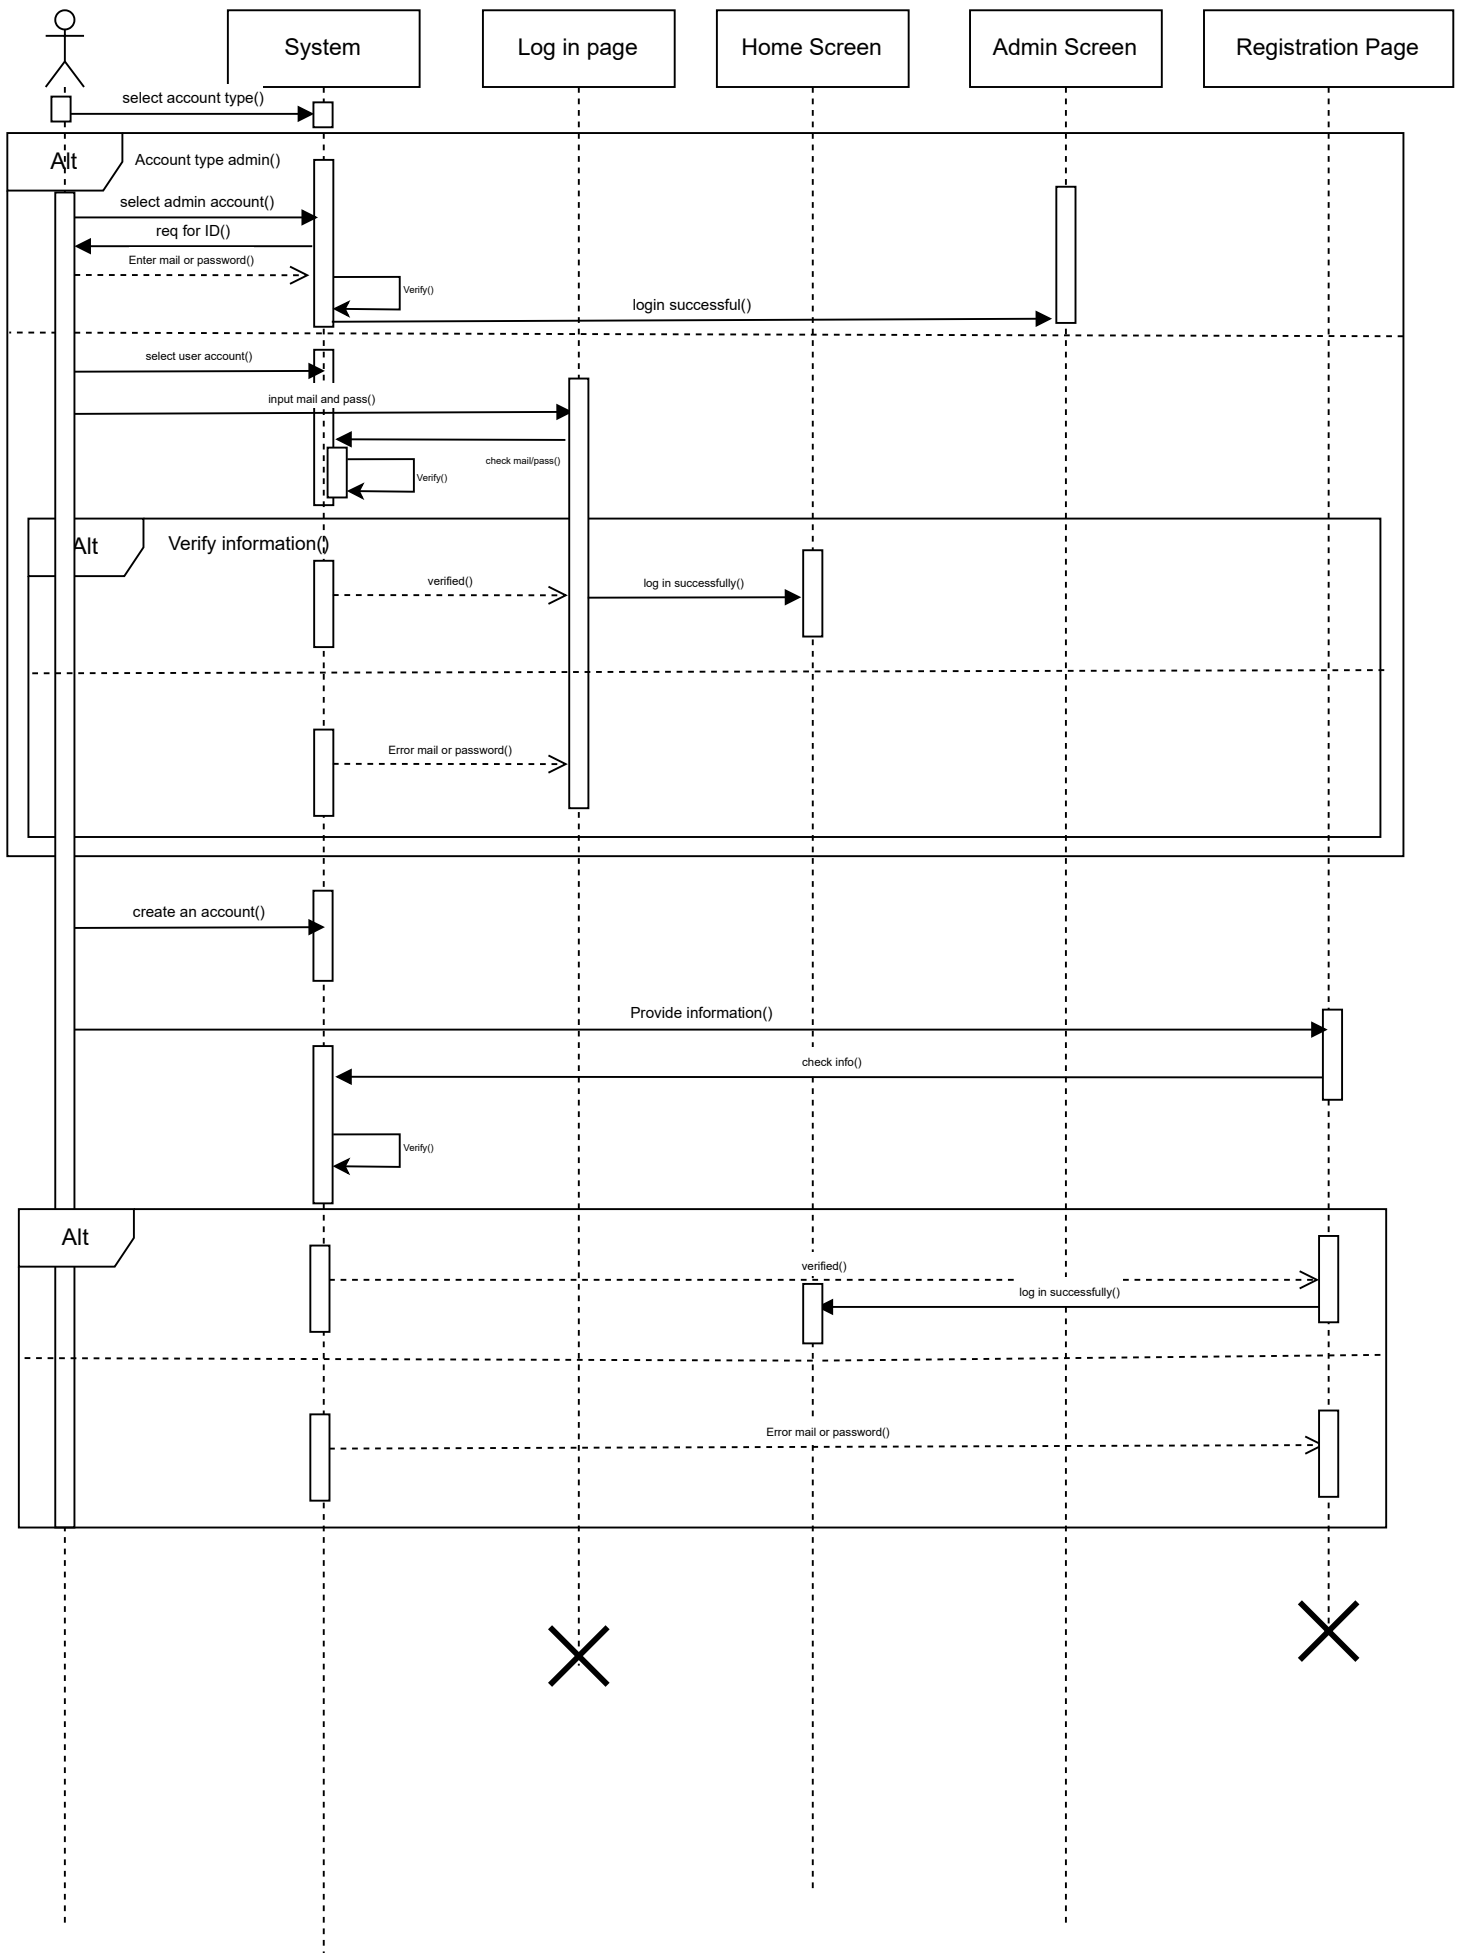 System
Log in page
Home Screen
Admin Screen
Registration Page
select account type()
Alt
Account type admin()
select admin account()
req for ID()
Enter mail or password()
Verify()
login successful()
select user account()
input mail and pass()
check mail/pass()
Verify()
Alt
Verify information()
verified()
log in successfully()
Error mail or password()
create an account()
Provide information()
check info()
Verify()
Alt
verified()
log in successfully()
Error mail or password()